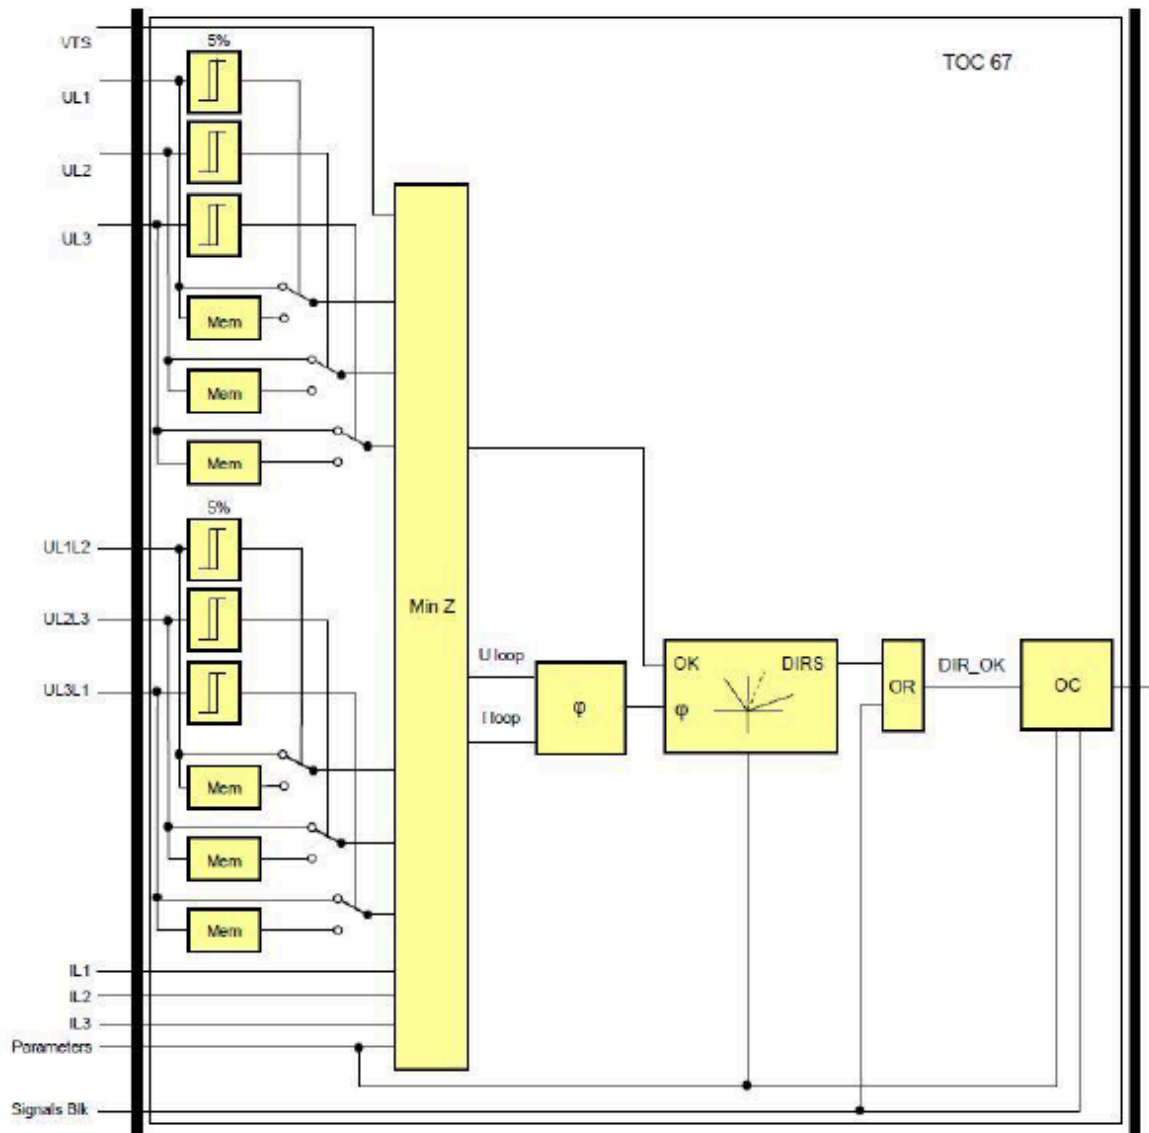 VTS
5%
TOC 67
UL1
UL2
UL3
Mem
Mem
Mem
5%
UL1L2
UL2L3
UL3L1
Min Z
U loop
I loop
φ
OK
DIRS
φ
OR
DIR_OK
OC
Mem
Mem
Mem
IL1
IL2
IL3
Parameters
Signals Blk